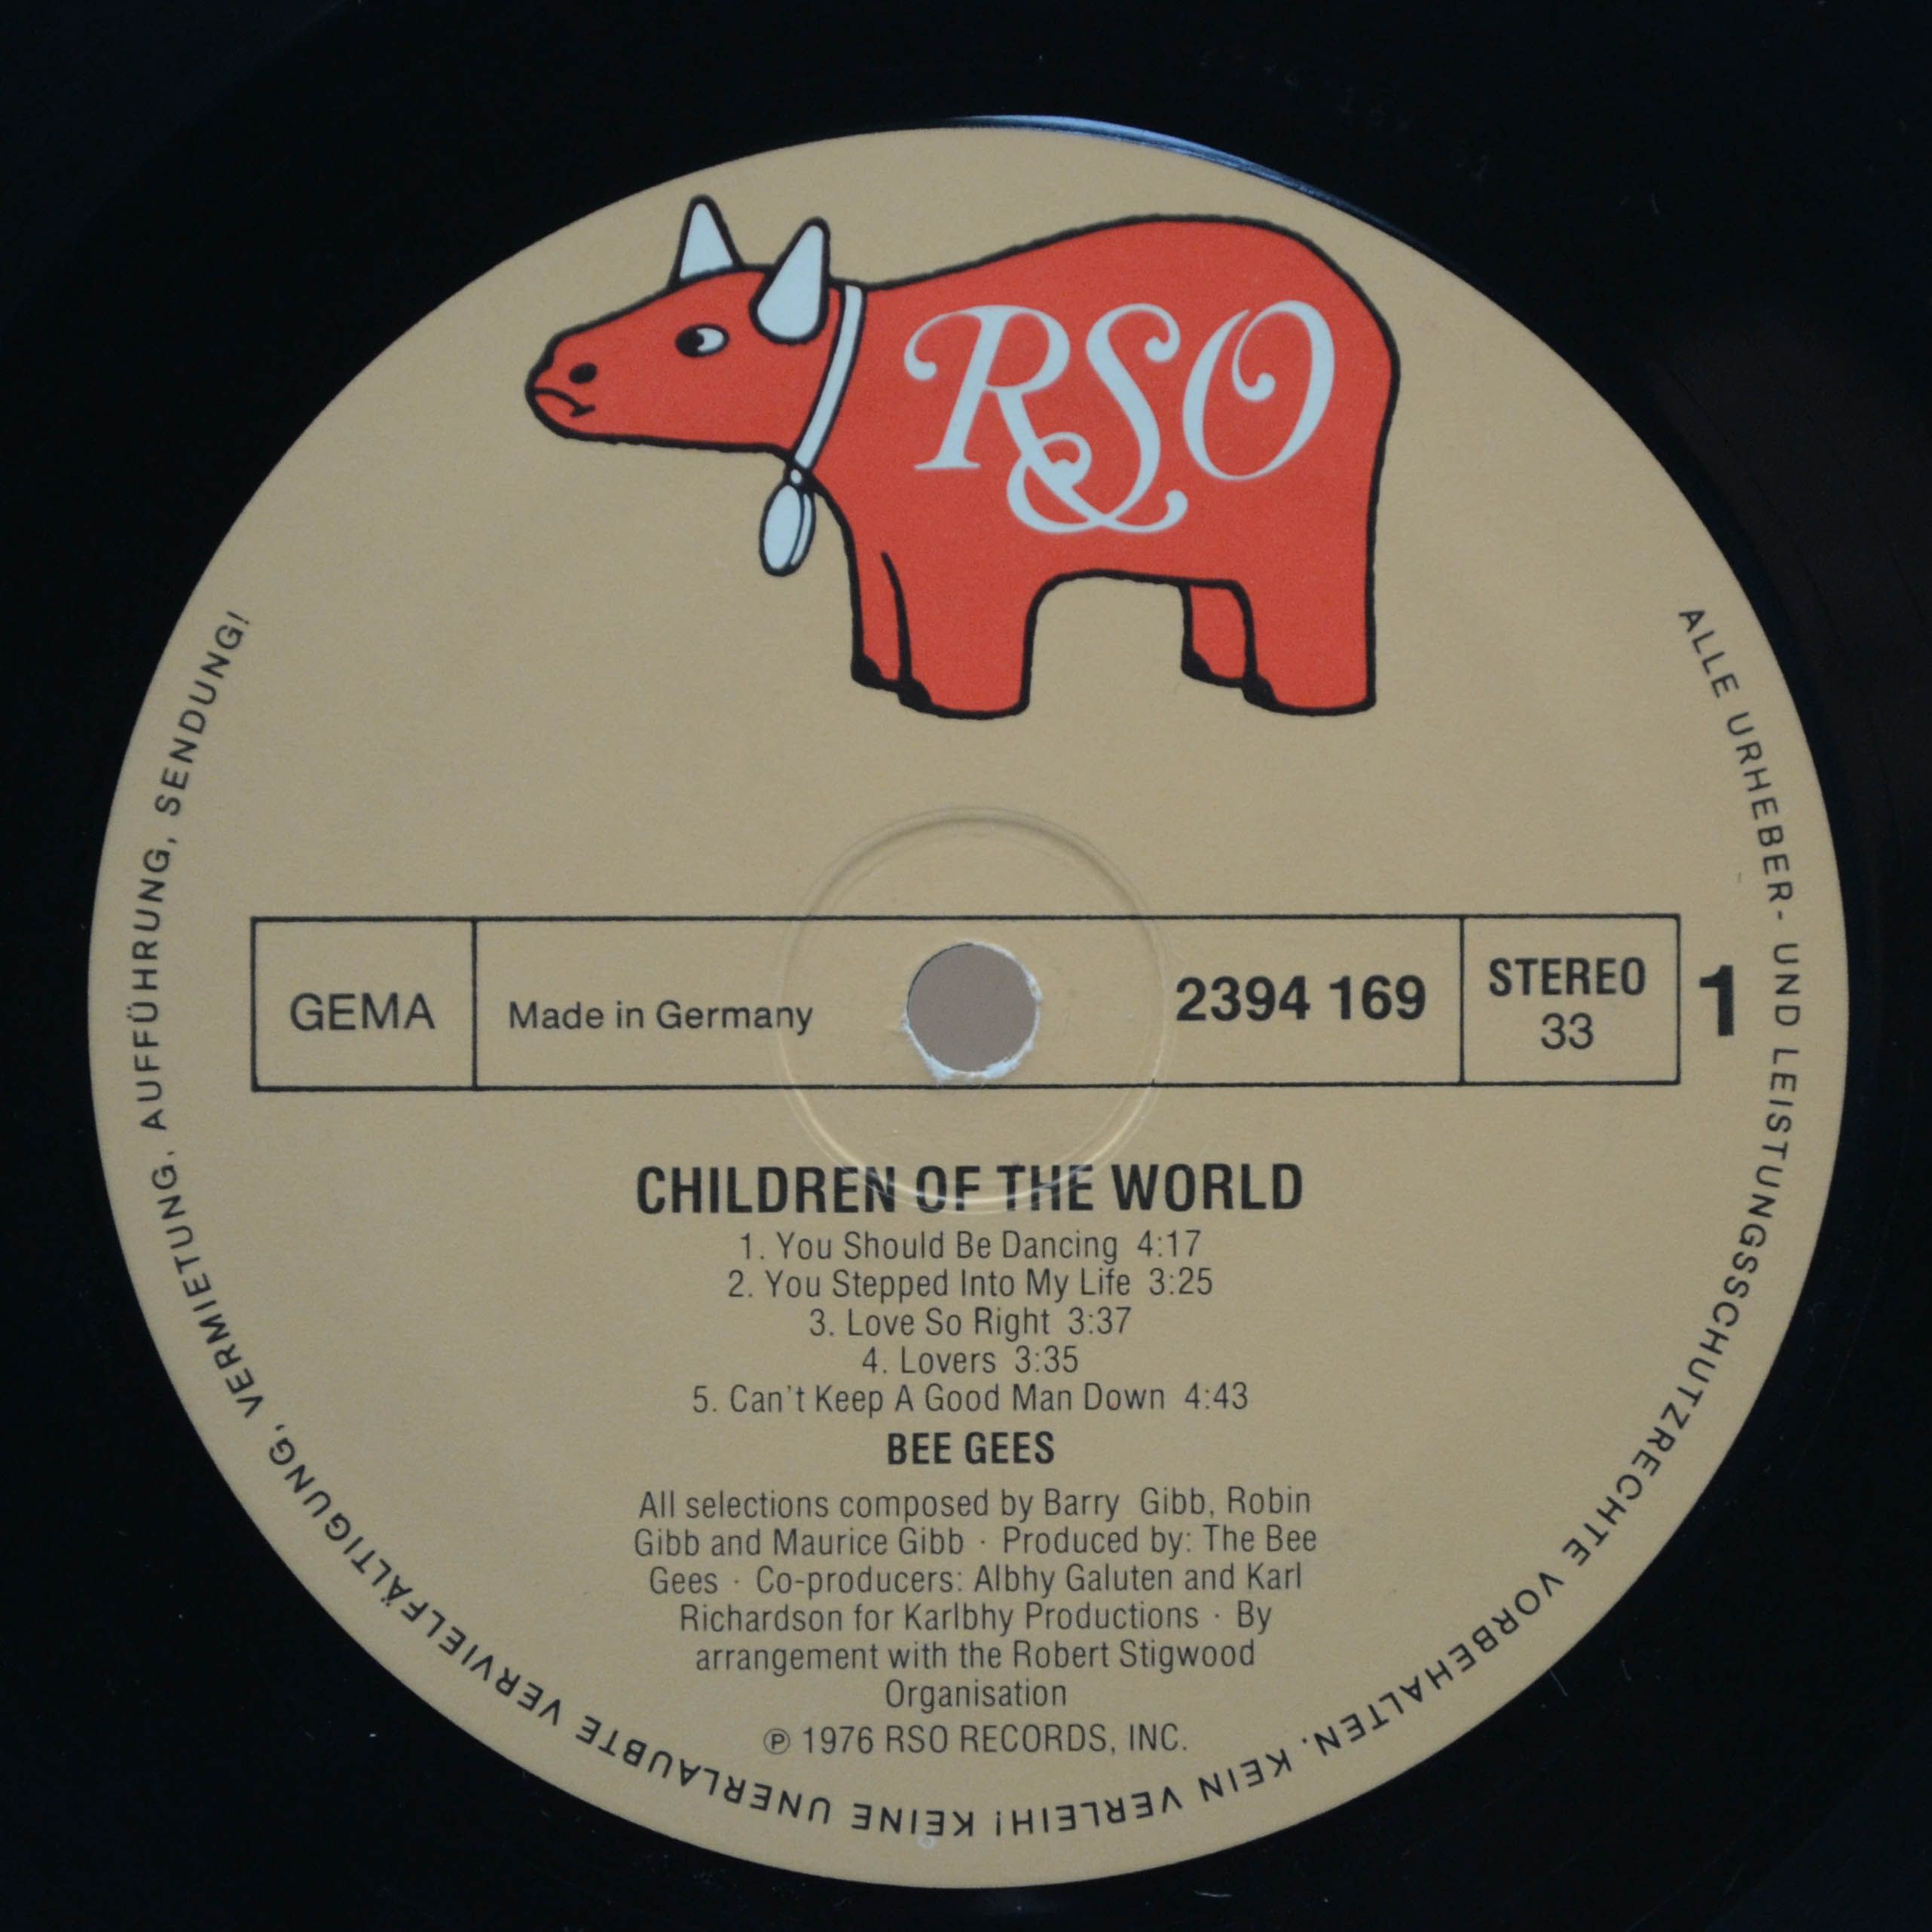 RSO
GEMA
Made in Germany
2394 169
STEREO
33
1
CHILDREN OF THE WORLD
1. You Should Be Dancing 4:17
2. You Stepped Into My Life 3:25
3. Love So Right 3:37
4. Lovers 3:35
5. Can't Keep A Good Man Down 4:43
BEE GEES
All selections composed by Barry Gibb, Robin
Gibb and Maurice Gibb · Produced by: The Bee
Gees · Co-producers: Albhy Galuten and Karl
Richardson for Karlbhy Productions · By
arrangement with the Robert Stigwood
Organisation
℗ 1976 RSO RECORDS, INC.
ALLE URHEBER- UND LEISTUNGSSCHUTZRECHTE VORBEHALTEN. KEIN VERLEIH! KEINE UNERLAUBTE VERVIELFÄLTIGUNG, VERMIETUNG, AUFFÜHRUNG, SENDUNG!